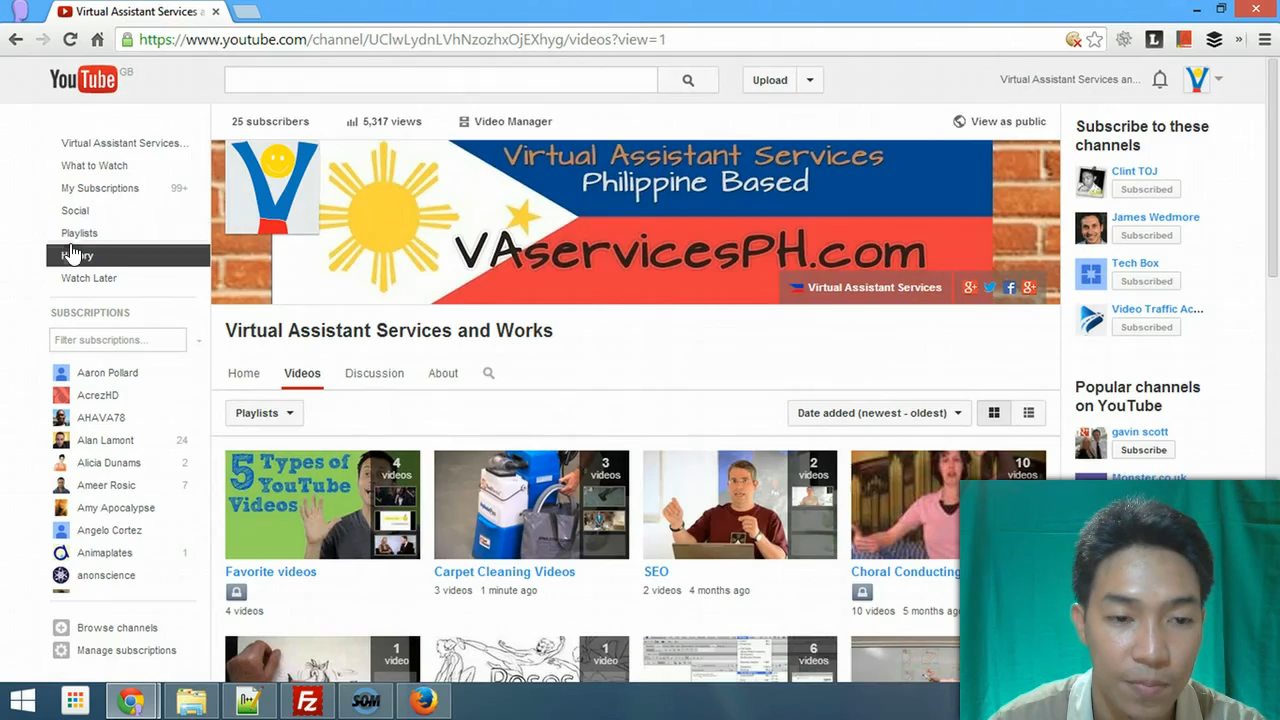 Virtual Assistant Services a
https://www.youtube.com/channel/UClwLydnLVhNzozhxOjEXhyg/videos?view=1
YouTube GB
Upload
Virtual Assistant Services an...
Virtual Assistant Services...
What to Watch
My Subscriptions 99+
Social
Playlists
Watch Later
SUBSCRIPTIONS
Filter subscriptions...
Aaron Pollard
AcrezHD
AHAVA78
Alan Lamont 24
Alicia Dunams 2
Ameer Rosic 7
Amy Apocalypse
Angelo Cortez
Animaplates 1
anonscience
Browse channels
Manage subscriptions
25 subscribers 5,317 views Video Manager View as public
Virtual Assistant Services
Philippine Based
VAservicesPH.com
Virtual Assistant Services
Virtual Assistant Services and Works
Home Videos Discussion About
Playlists Date added (newest - oldest)
5 Types of
YouTube
Videos
4
videos
3
videos
2
videos
10
videos
Favorite videos
4 videos
Carpet Cleaning Videos
3 videos 1 minute ago
SEO
2 videos 4 months ago
Choral Conducting
10 videos 5 months ago
1
video
1
video
6
videos
Subscribe to these
channels
Clint TOJ
Subscribed
James Wedmore
Subscribed
Tech Box
Subscribed
Video Traffic Ac...
Subscribed
Popular channels
on YouTube
gavin scott
Subscribe
Monster.co.uk